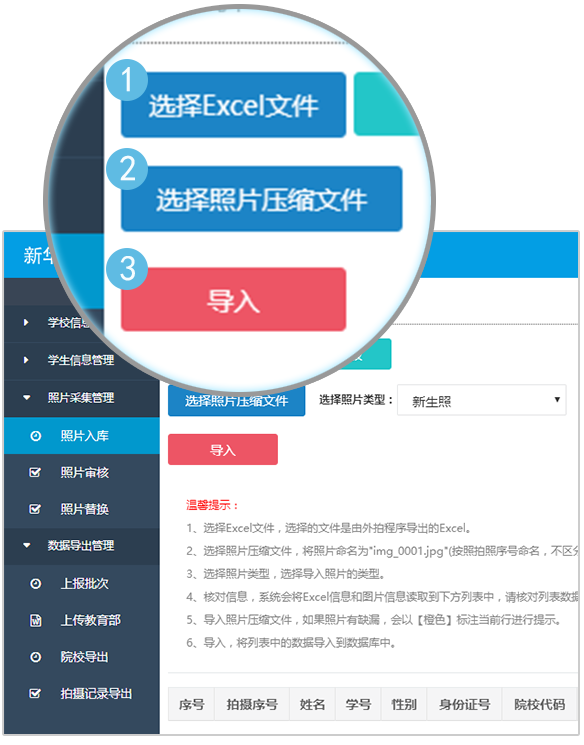 1
选择Excel文件
2
选择照片压缩文件
3
导入
新华
学校信息
学生信息管理
照片采集管理
照片入库
照片审核
照片替换
数据导出管理
上报批次
上传教育部
院校导出
拍摄记录导出
选择照片压缩文件
选择照片类型：
新生照
导入
温馨提示：
1、选择Excel文件，选择的文件是由外拍程序导出的Excel。
2、选择照片压缩文件，将照片命名为"img_0001.jpg"(按照拍照序号命名，不区分
3、选择照片类型，选择导入照片的类型。
4、核对信息，系统会将Excel信息和图片信息读取到下方列表中，请核对列表数据
5、导入照片压缩文件，如果照片有缺漏，会以【橙色】标注当前行进行提示。
6、导入，将列表中的数据导入到数据库中。
序号 拍摄序号 姓名 学号 性别 身份证号 院校代码